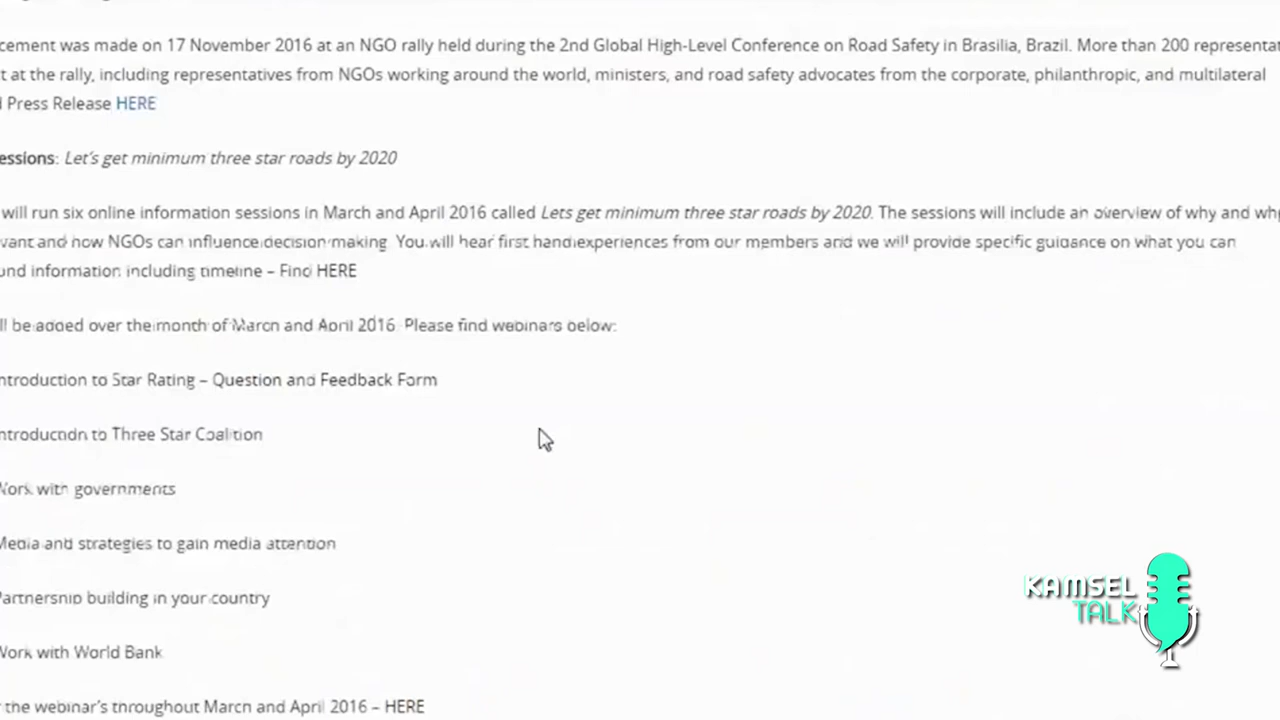 cement was made on 17 November 2016 at an NGO rally held during the 2nd Global High-Level Conference on Road Safety in Brasilia, Brazil. More than 200 representat
t at the rally, including representatives from NGOs working around the world, ministers, and road safety advocates from the corporate, philanthropic, and multilateral
d Press Release HERE
essions: Let's get minimum three star roads by 2020
will run six online information sessions in March and April 2016 called Lets get minimum three star roads by 2020. The sessions will include an overview of why and why
vant and how NGOs can influence decision making. You will hear first hand experiences from our members and we will provide specific guidance on what you can
und information including timeline – Find HERE
ll be added over the month of March and April 2016. Please find webinars below:
ntroduction to Star Rating – Question and Feedback Form
ntroduction to Three Star Coalition
Work with governments
Media and strategies to gain media attention
Partnership building in your country
Work with World Bank
the webinar's throughout March and April 2016 – HERE
KAMSEL
TALK